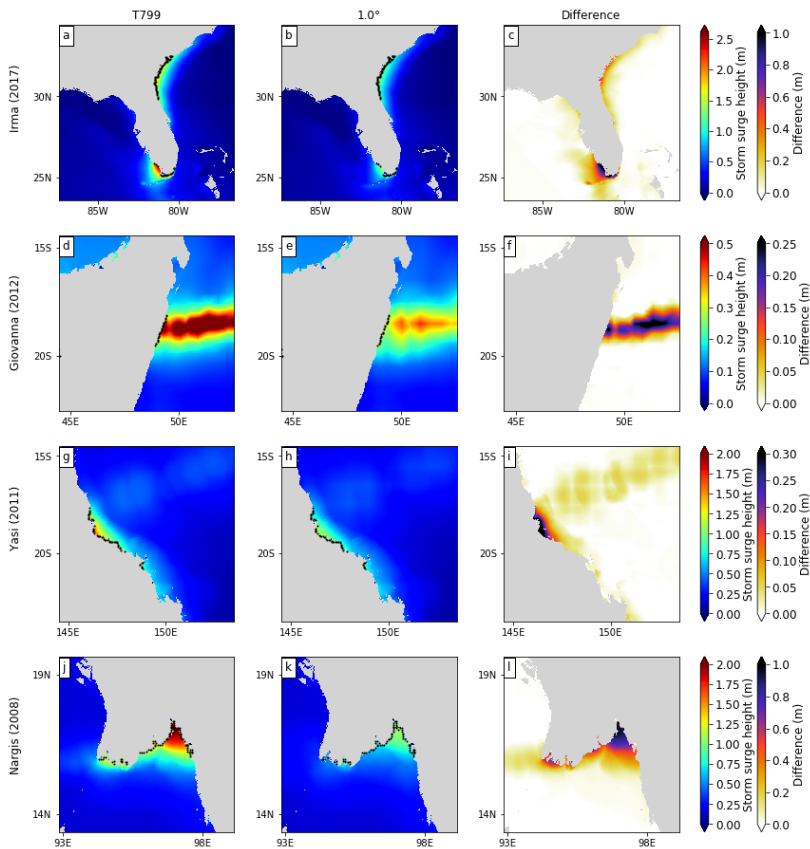 T799 1.0° Difference
a b c
Irma (2017)
30N
25N
85W 80W 85W 80W 85W 80W
2.5
2.0
1.5
1.0
0.5
0.0
Storm surge height (m)
1.0
0.8
0.6
0.4
0.2
0.0
Difference (m)
d e f
Giovanna (2012)
15S 15S 15S
20S 20S 20S
45E 50E 45E 50E 45E 50E
0.5
0.4
0.3
0.2
0.1
0.0
Storm surge height (m)
0.25
0.20
0.15
0.10
0.05
0.00
Difference (m)
g h i
Yasi (2011)
15S 15S 15S
20S 20S 20S
145E 150E 145E 150E 145E 150E
2.00
1.75
1.50
1.25
1.00
0.75
0.50
0.25
0.00
Storm surge height (m)
0.30
0.25
0.20
0.15
0.10
0.05
0.00
Difference (m)
j k l
Nargis (2008)
19N 19N 19N
14N 14N 14N
93E 98E 93E 98E 93E 98E
2.00
1.75
1.50
1.25
1.00
0.75
0.50
0.25
0.00
Storm surge height (m)
1.0
0.8
0.6
0.4
0.2
0.0
Difference (m)